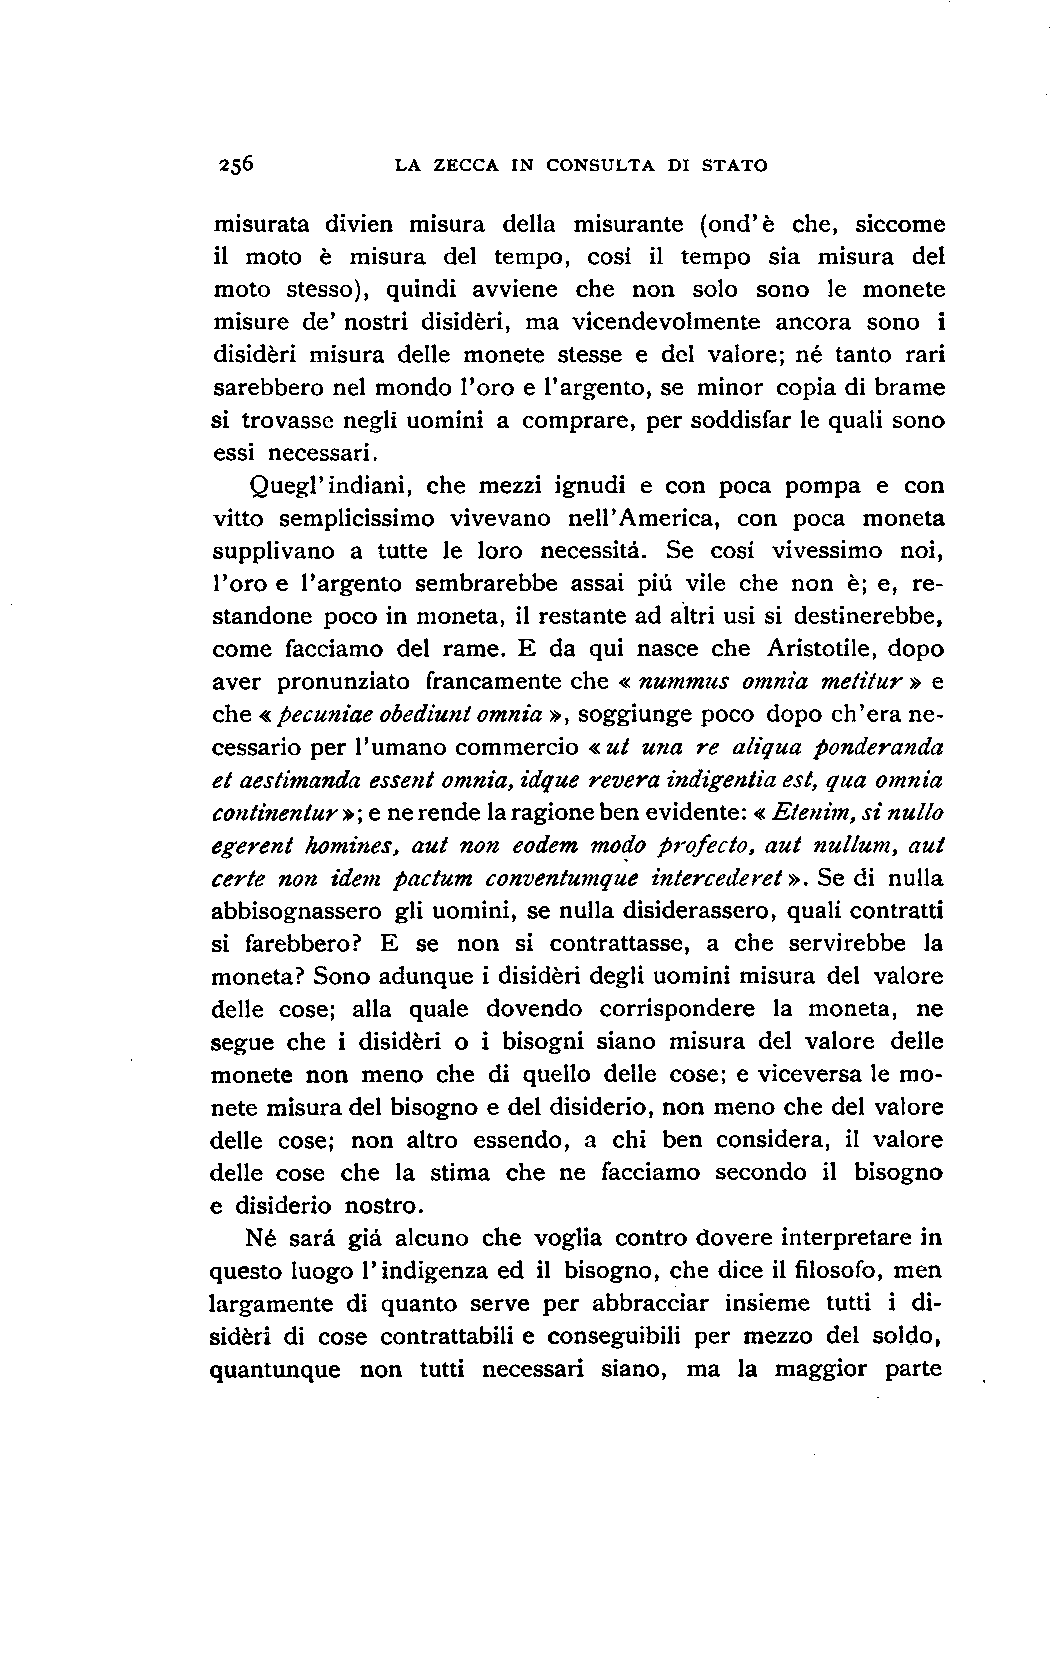 256 LA ZECCA IN CONSULTA DI STATO
misurata divien misura della misurante (ond'è che, siccome
il moto è misura del tempo, cosí il tempo sia misura del
moto stesso), quindi avviene che non solo sono le monete
misure de' nostri disidèri, ma vicendevolmente ancora sono i
disidèri misura delle monete stesse e del valore; né tanto rari
sarebbero nel mondo l'oro e l'argento, se minor copia di brame
si trovasse negli uomini a comprare, per soddisfar le quali sono
essi necessari.
Quegl'indiani, che mezzi ignudi e con poca pompa e con
vitto semplicissimo vivevano nell'America, con poca moneta
supplivano a tutte le loro necessitá. Se cosí vivessimo noi,
l'oro e l'argento sembrarebbe assai piú vile che non è; e, re-
standone poco in moneta, il restante ad altri usi si destinerebbe,
come facciamo del rame. E da qui nasce che Aristotile, dopo
aver pronunziato francamente che « nummus omnia metitur » e
che « pecuniae obediunt omnia », soggiunge poco dopo ch'era ne-
cessario per l'umano commercio « ut una re aliqua ponderanda
et aestimanda essent omnia, idque revera indigentia est, qua omnia
continentur »; e ne rende la ragione ben evidente: « Etenim, si nullo
egerent homines, aut non eodem modo profecto, aut nullum, aut
certe non idem pactum conventumque intercederet ». Se di nulla
abbisognassero gli uomini, se nulla disiderassero, quali contratti
si farebbero? E se non si contrattasse, a che servirebbe la
moneta? Sono adunque i disidèri degli uomini misura del valore
delle cose; alla quale dovendo corrispondere la moneta, ne
segue che i disidèri o i bisogni siano misura del valore delle
monete non meno che di quello delle cose; e viceversa le mo-
nete misura del bisogno e del disiderio, non meno che del valore
delle cose; non altro essendo, a chi ben considera, il valore
delle cose che la stima che ne facciamo secondo il bisogno
e disiderio nostro.
Né sará giá alcuno che voglia contro dovere interpretare in
questo luogo l'indigenza ed il bisogno, che dice il filosofo, men
largamente di quanto serve per abbracciar insieme tutti i di-
sidèri di cose contrattabili e conseguibili per mezzo del soldo,
quantunque non tutti necessari siano, ma la maggior parte